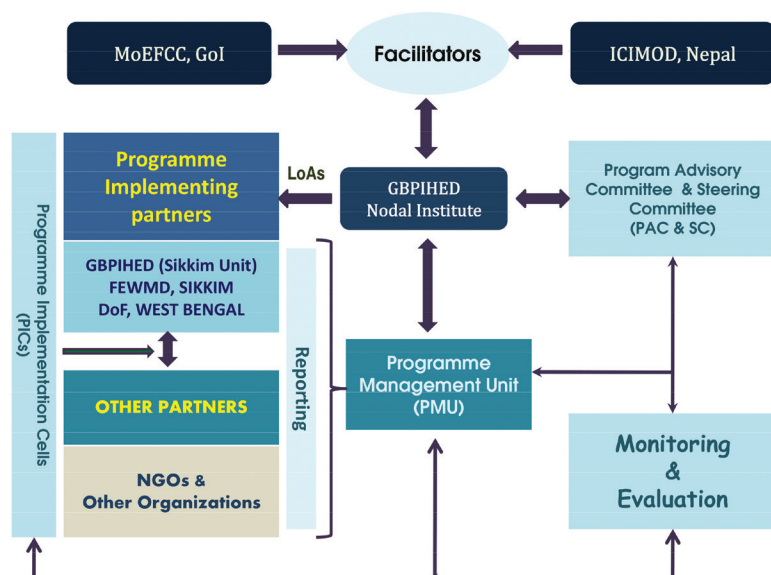 MoEFCC, GoI
Facilitators
ICIMOD, Nepal
Programme
Implementing
partners
LoAs
GBPIHED
Nodal Institute
Program Advisory
Committee & Steering
Committee
(PAC & SC)
Programme Implementation Cells
(PICs)
GBPIHED (Sikkim Unit)
FEWMD, SIKKIM
DoF, WEST BENGAL
Reporting
Programme
Management Unit
(PMU)
OTHER PARTNERS
NGOs &
Other Organizations
Monitoring
&
Evaluation